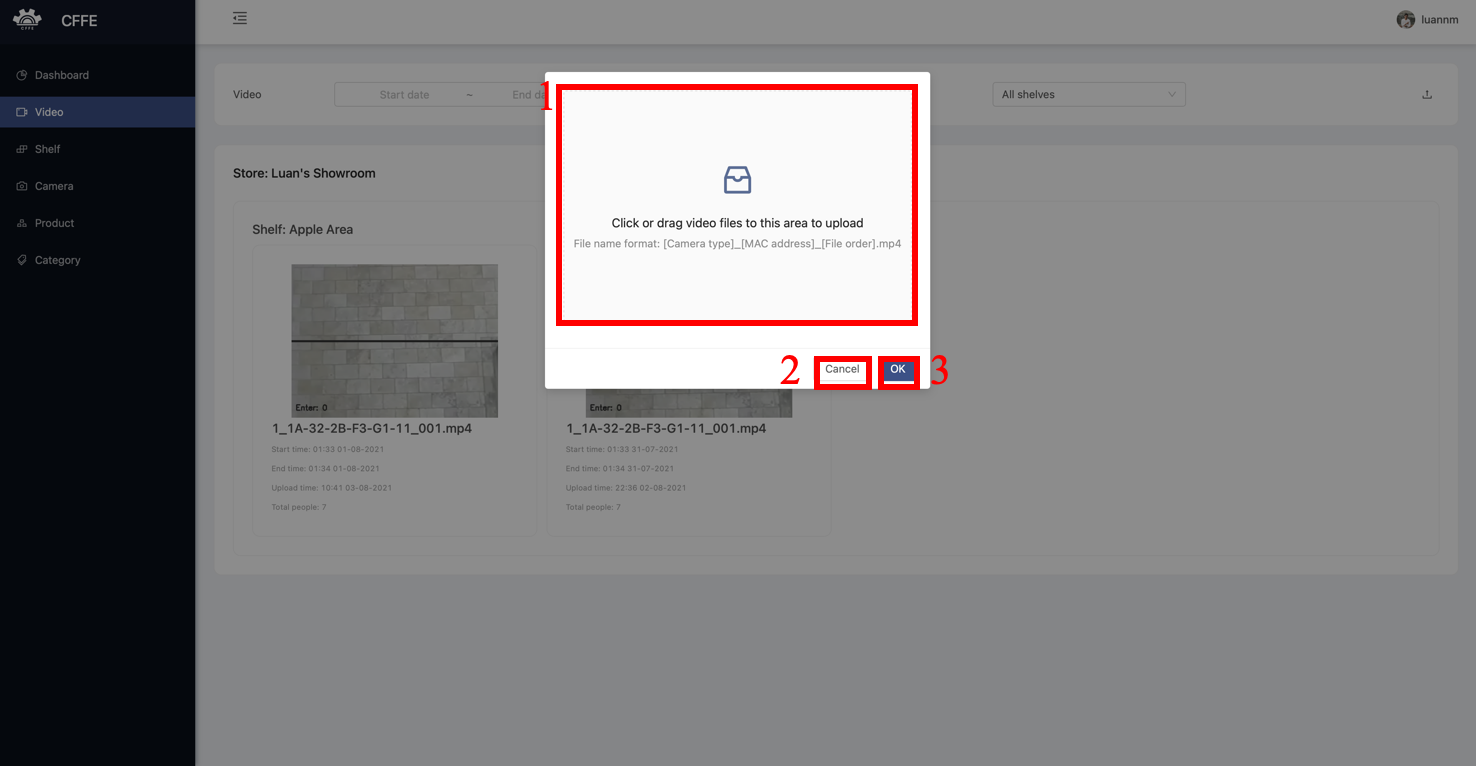 CFFE
CFFE
luannm
Dashboard
Video
Shelf
Camera
Product
Category
Video
Start date
~
End da
All shelves
1
Click or drag video files to this area to upload
File name format: [Camera type]_[MAC address]_[File order].mp4
2
Cancel
OK
3
Store: Luan's Showroom
Shelf: Apple Area
Enter: 0
1_1A-32-2B-F3-G1-11_001.mp4
Start time: 01:33 01-08-2021
End time: 01:34 01-08-2021
Upload time: 10:41 03-08-2021
Total people: 7
Enter: 0
1_1A-32-2B-F3-G1-11_001.mp4
Start time: 01:33 31-07-2021
End time: 01:34 31-07-2021
Upload time: 22:36 02-08-2021
Total people: 7